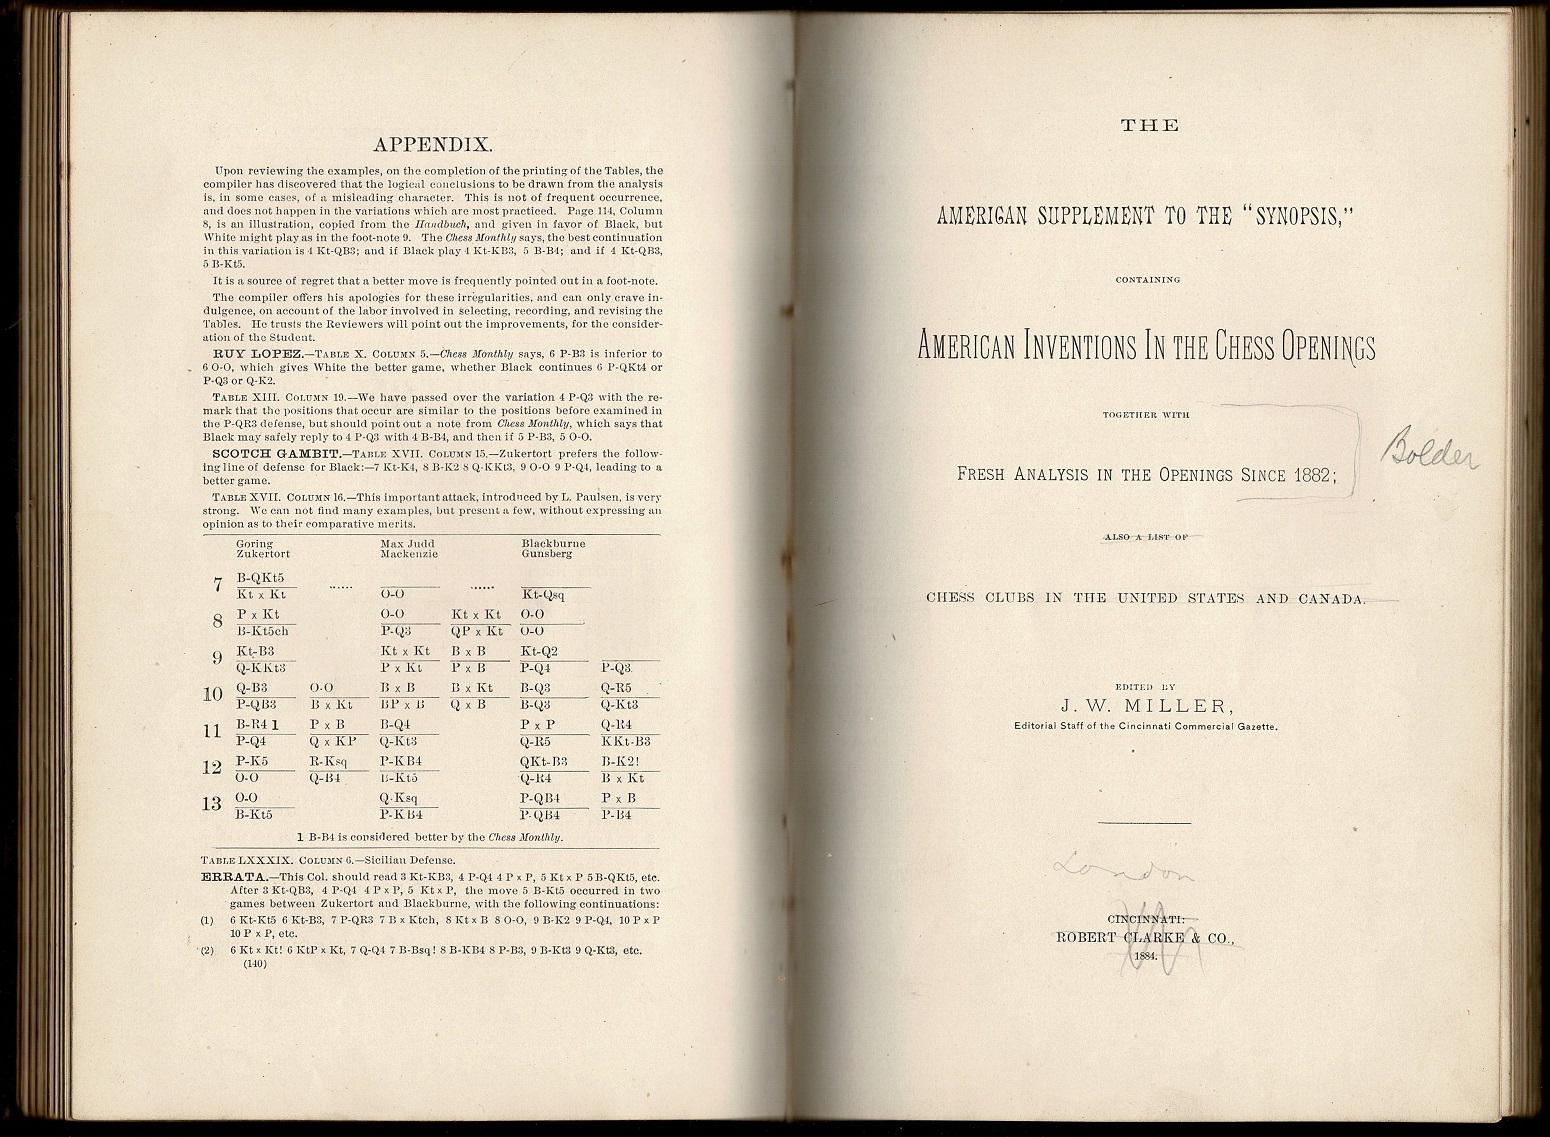 APPENDIX.
Upon reviewing the examples, on the completion of the printing of the Tables, the
compiler has discovered that the logical conclusions to be drawn from the analysis
is, in some cases, of a misleading character. This is not of frequent occurrence,
and does not happen in the variations which are most practiced. Page 114, Column
8, is an illustration, copied from the Handbuch, and given in favor of Black, but
White might play as in the foot-note 9. The Chess Monthly says, the best continuation
in this variation is 4 Kt-QB3; and if Black play 4 Kt-KB3, 5 B-B4; and if 4 Kt-QB3,
5 B-Kt5.
It is a source of regret that a better move is frequently pointed out in a foot-note.
The compiler offers his apologies for these irregularities, and can only crave in-
dulgence, on account of the labor involved in selecting, recording, and revising the
Tables. He trusts the Reviewers will point out the improvements, for the consider-
ation of the Student.
RUY LOPEZ.—TABLE X. COLUMN 5.—Chess Monthly says, 6 P-B3 is inferior to
6 O-O, which gives White the better game, whether Black continues 6 P-QKt4 or
P-Q3 or Q-K2.
TABLE XIII. COLUMN 19.—We have passed over the variation 4 P-Q3 with the re-
mark that the positions that occur are similar to the positions before examined in
the P-QR3 defense, but should point out a note from Chess Monthly, which says that
Black may safely reply to 4 P-Q3 with 4 B-B4, and then if 5 P-B3, 5 O-O.
SCOTCH GAMBIT.—TABLE XVII. COLUMN 15.—Zukertort prefers the follow-
ing line of defense for Black:—7 Kt-K4, 8 B-K2 8 Q-KKt3, 9 O-O 9 P-Q4, leading to a
better game.
TABLE XVII. COLUMN 16.—This important attack, introduced by L. Paulsen, is very
strong. We can not find many examples, but present a few, without expressing an
opinion as to their comparative merits.
Goring Max Judd Blackburne
Zukertort Mackenzie Gunsberg
7 B-QKt5 ...... ......
Kt x Kt O-O Kt-Qsq
8 P x Kt O-O Kt x Kt O-O
B-Kt5ch P-Q3 QP x Kt O-O
9 Kt-B3 Kt x Kt B x B Kt-Q2
Q-KKt3 P x Kt P x B P-Q4 P-Q3
10 Q-B3 O-O B x B B x Kt B-Q3 Q-R5
P-QB3 B x Kt BP x B Q x B B-Q3 Q-Kt3
11 B-R4 1 P x B B-Q4 P x P Q-R4
P-Q4 Q x KP Q-Kt3 Q-R5 KKt-B3
12 P-K5 R-Ksq P-KB4 QKt-B3 B-K2!
O-O Q-B4 B-Kt5 Q-R4 B x Kt
13 O-O Q-Ksq P-QB4 P x B
B-Kt5 P-KB4 P-QB4 P-B4
1 B-B4 is considered better by the Chess Monthly.
TABLE LXXXIX. COLUMN 6.—Sicilian Defense.
ERRATA.—This Col. should read 3 Kt-KB3, 4 P-Q4 4 P x P, 5 Kt x P 5 B-QKt5, etc.
After 3 Kt-QB3, 4 P-Q4 4 P x P, 5 Kt x P, the move 5 B-Kt5 occurred in two
games between Zukertort and Blackburne, with the following continuations:
(1) 6 Kt-Kt5 6 Kt-B3, 7 P-QR3 7 B x Ktch, 8 Kt x B 8 O-O, 9 B-K2 9 P-Q4, 10 P x P
10 P x P, etc.
(2) 6 Kt x Kt! 6 KtP x Kt, 7 Q-Q4 7 B-Bsq! 8 B-KB4 8 P-B3, 9 B-Kt3 9 Q-Kt3, etc.
(140)
THE
AMERICAN SUPPLEMENT TO THE "SYNOPSIS,"
CONTAINING
AMERICAN INVENTIONS IN THE CHESS OPENINGS
TOGETHER WITH
Bolder
FRESH ANALYSIS IN THE OPENINGS SINCE 1882;
ALSO A LIST OF
CHESS CLUBS IN THE UNITED STATES AND CANADA.
EDITED BY
J. W. MILLER,
Editorial Staff of the Cincinnati Commercial Gazette.
London
CINCINNATI:
ROBERT CLARKE & CO.,
1884.